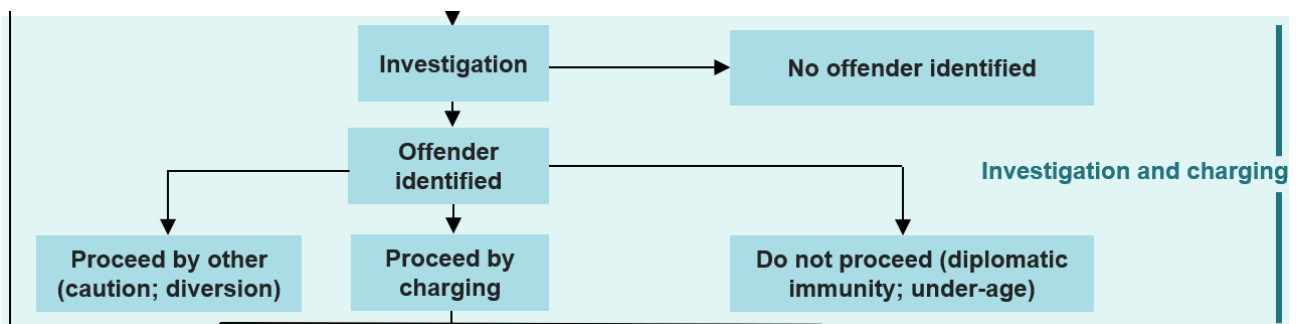 Investigation
No offender identified
Offender
identified
Investigation and charging
Proceed by other
(caution; diversion)
Proceed by
charging
Do not proceed (diplomatic
immunity; under-age)